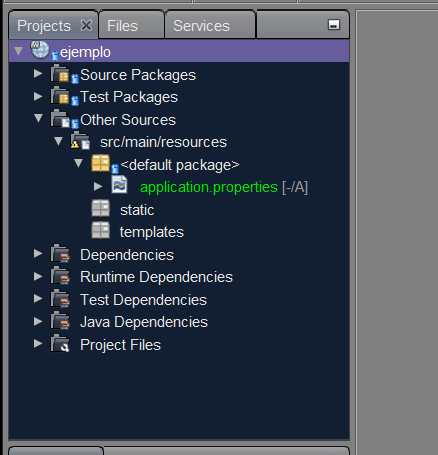 Projects Files Services
ejemplo
Source Packages
Test Packages
Other Sources
src/main/resources
<default package>
application.properties [-/A]
static
templates
Dependencies
Runtime Dependencies
Test Dependencies
Java Dependencies
Project Files